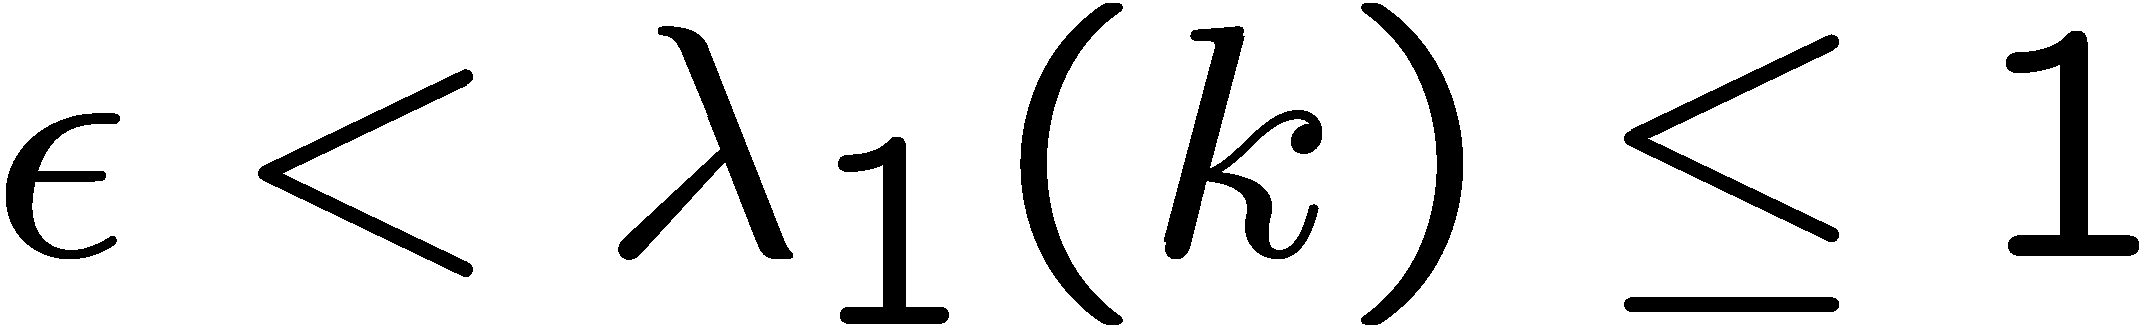 ϵ < λ₁(k) ≤ 1